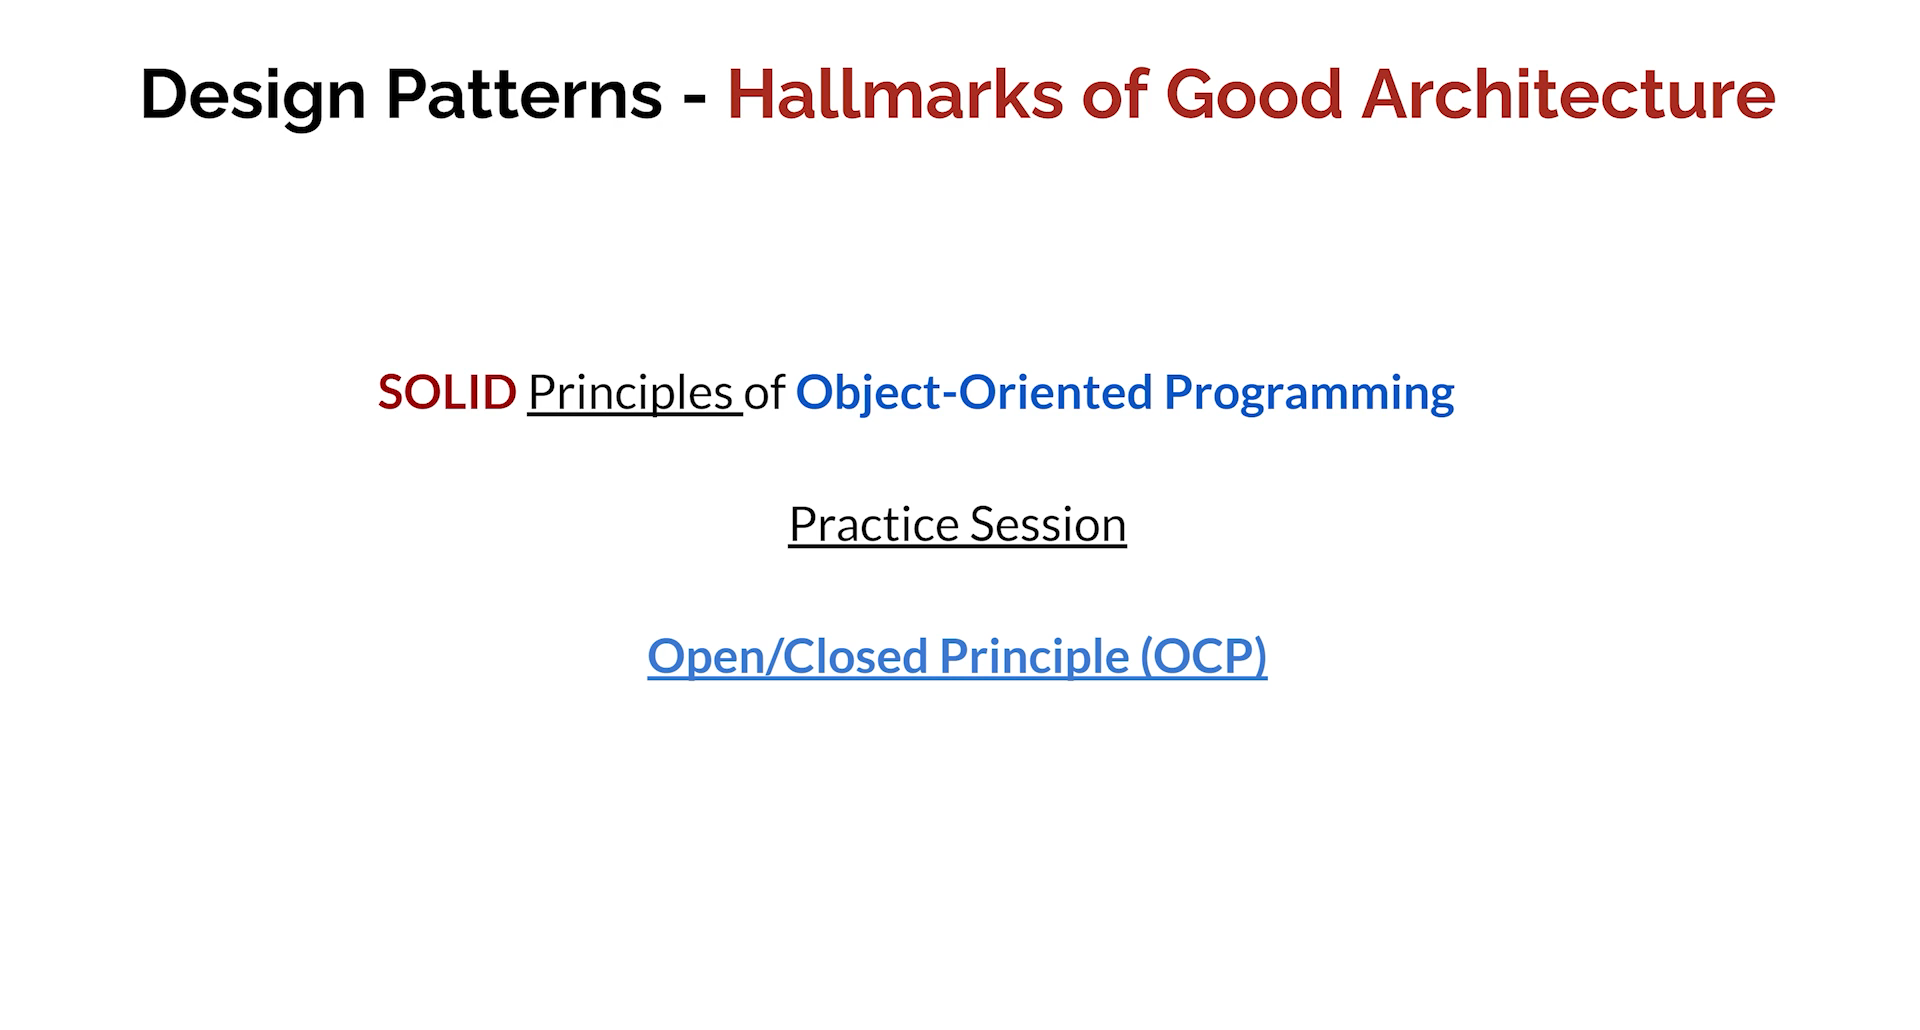 Design Patterns - Hallmarks of Good Architecture
SOLID Principles of Object-Oriented Programming
Practice Session
Open/Closed Principle (OCP)